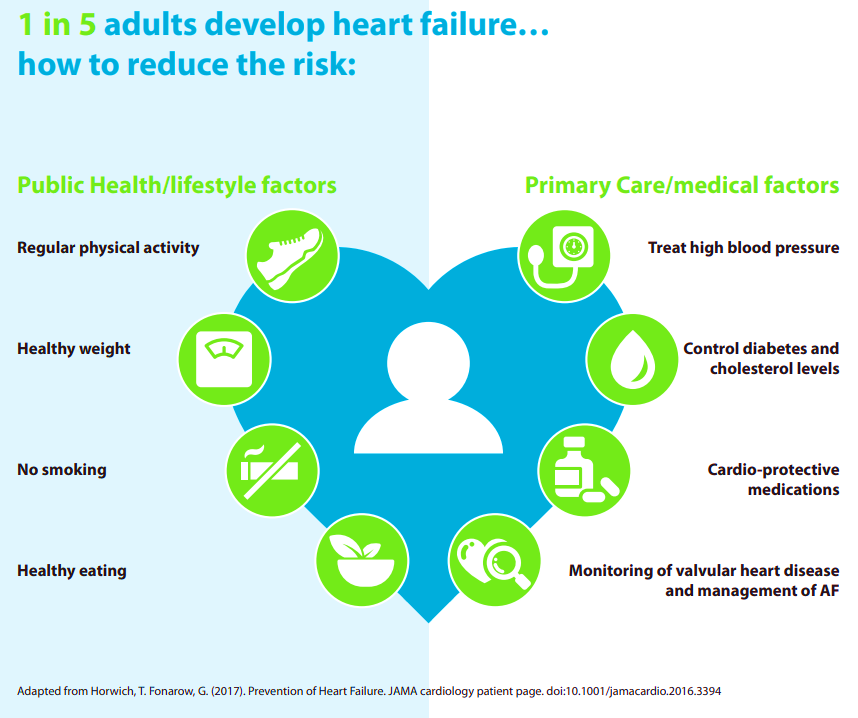 1 in 5 adults develop heart failure…
how to reduce the risk:
Public Health/lifestyle factors
Regular physical activity
Healthy weight
No smoking
Healthy eating
Primary Care/medical factors
Treat high blood pressure
Control diabetes and
cholesterol levels
Cardio-protective
medications
Monitoring of valvular heart disease
and management of AF
Adapted from Horwich, T. Fonarow, G. (2017). Prevention of Heart Failure. JAMA cardiology patient page. doi:10.1001/jamacardio.2016.3394